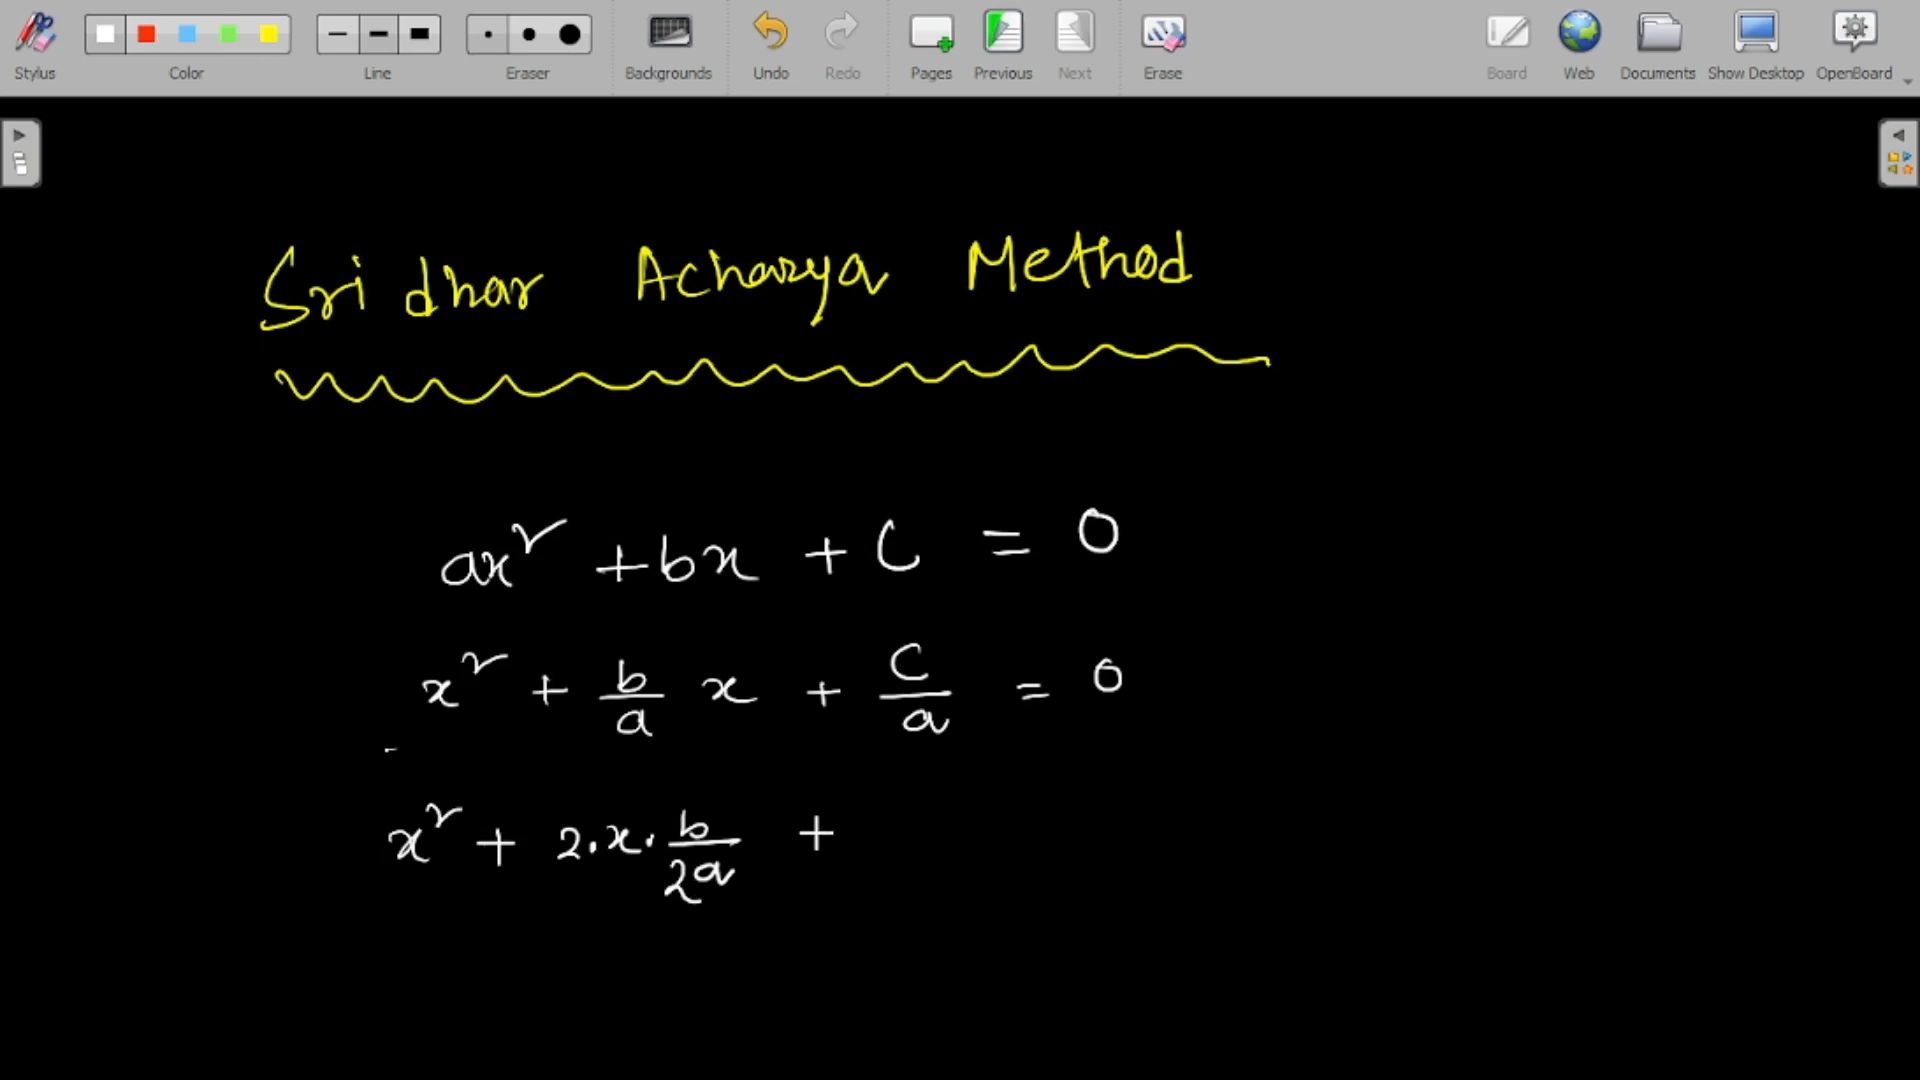 Stylus Color Line Eraser Backgrounds Undo Redo Pages Previous Next Erase Board Web Documents Show Desktop OpenBoard
Sridhar Acharya Method
ax² + bx + c = 0
x² + b/a x + c/a = 0
x² + 2·x·b/2a +